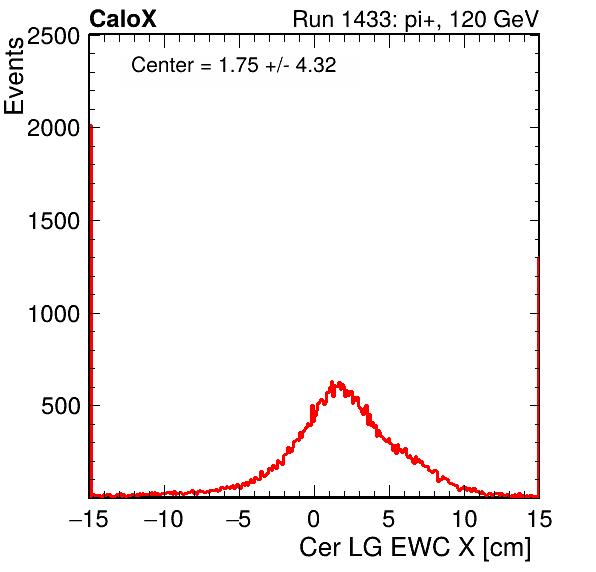 CaloX
Run 1433: pi+, 120 GeV
Events
Center = 1.75 +/- 4.32
2500
2000
1500
1000
500
−15 −10 −5 0 5 10 15
Cer LG EWC X [cm]